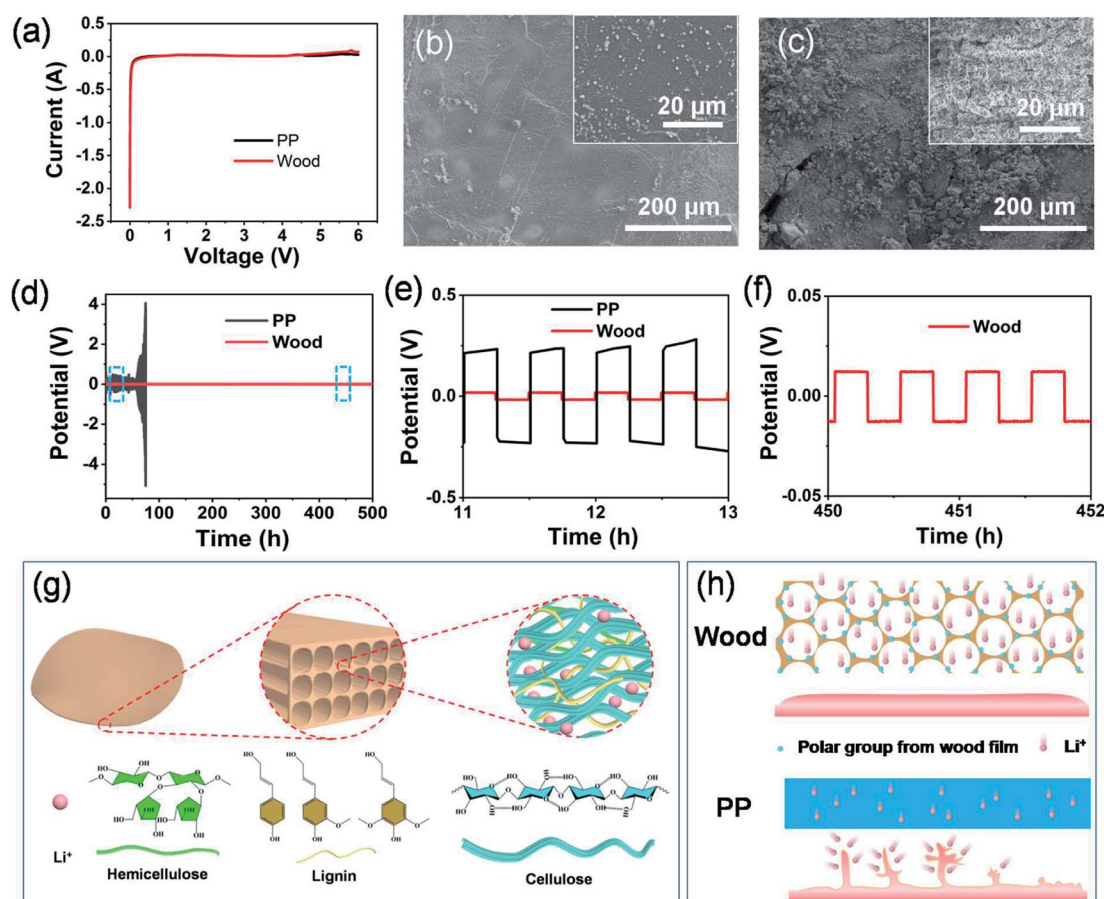 (a)
0.5
0.0
-0.5
-1.0
-1.5
-2.0
-2.5
Current (A)
PP
Wood
0 1 2 3 4 5 6
Voltage (V)
(b)
20 µm
200 µm
(c)
20 µm
200 µm
(d)
4
2
0
-2
-4
Potential (V)
PP
Wood
0 100 200 300 400 500
Time (h)
(e)
0.5
0.0
-0.5
Potential (V)
PP
Wood
11 12 13
Time (h)
(f)
0.05
0.00
-0.05
Potential (V)
Wood
450 451 452
Time (h)
(g)
Li⁺
Hemicellulose
Lignin
Cellulose
(h)
Wood
Polar group from wood film Li⁺
PP